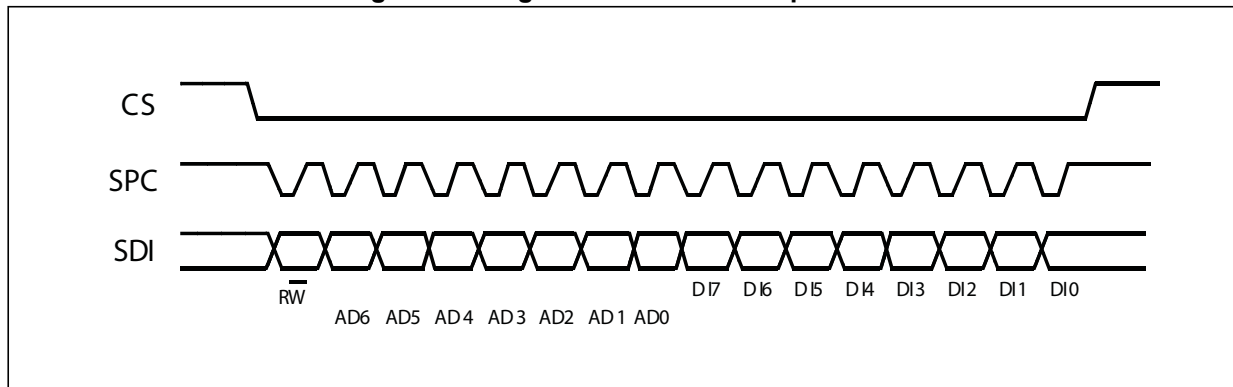 CS
SPC
SDI
RW
DI7 DI6 DI5 DI4 DI3 DI2 DI1 DI0
AD6 AD5 AD4 AD3 AD2 AD1 AD0